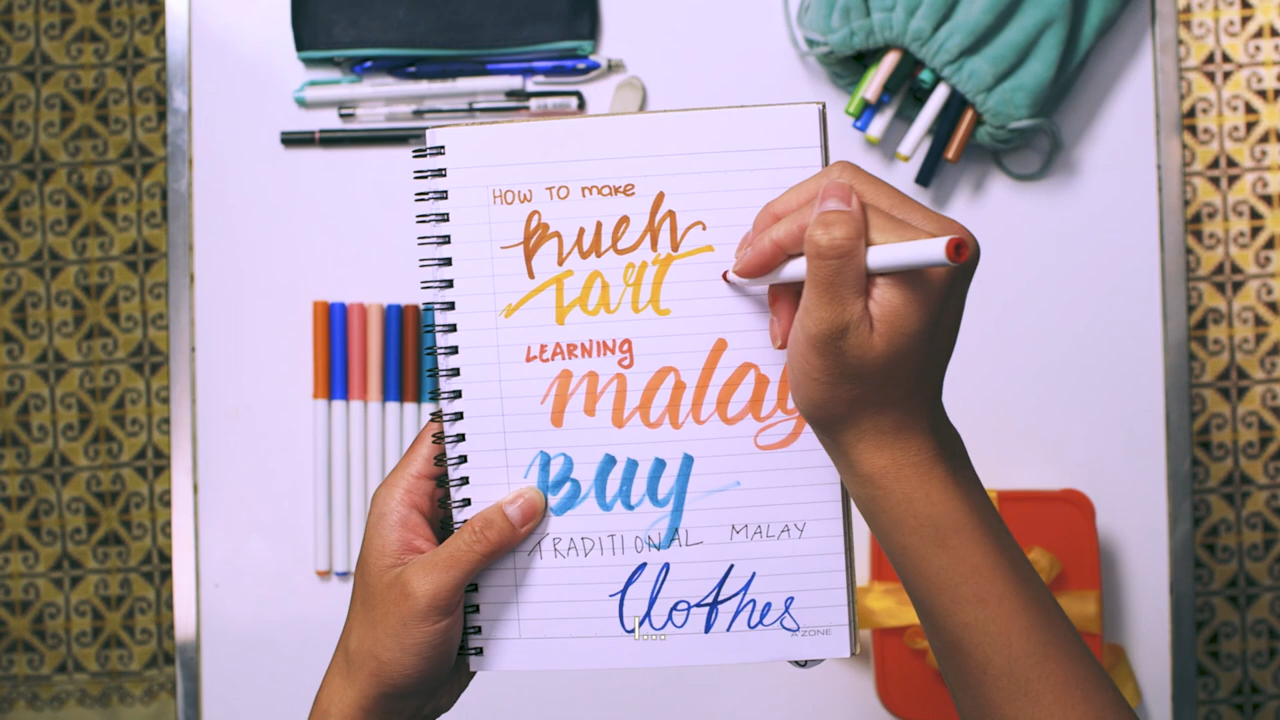 HOW TO make
kueh
Tart
LEARNING
malay
Buy
TRADITIONAL MALAY
Clothes
I...
A'ZONE